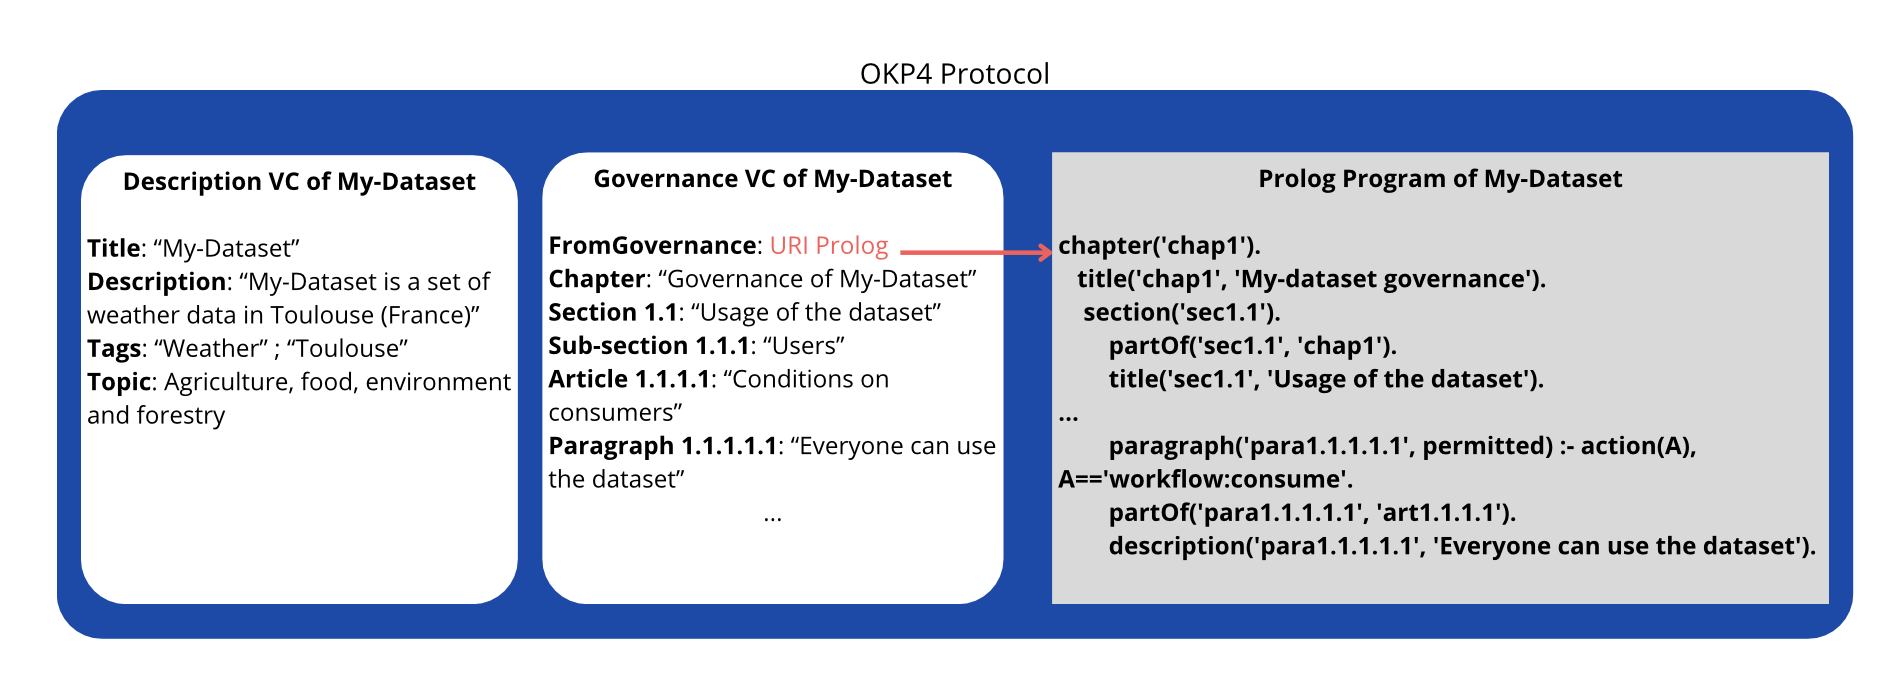 OKP4 Protocol
Description VC of My-Dataset
Title: “My-Dataset”
Description: “My-Dataset is a set of
weather data in Toulouse (France)”
Tags: “Weather” ; “Toulouse”
Topic: Agriculture, food, environment
and forestry
Governance VC of My-Dataset
FromGovernance: URI Prolog
Chapter: “Governance of My-Dataset”
Section 1.1: “Usage of the dataset”
Sub-section 1.1.1: “Users”
Article 1.1.1.1: “Conditions on
consumers”
Paragraph 1.1.1.1.1: “Everyone can use
the dataset”
...
Prolog Program of My-Dataset
chapter('chap1').
title('chap1', 'My-dataset governance').
section('sec1.1').
partOf('sec1.1', 'chap1').
title('sec1.1', 'Usage of the dataset').
...
paragraph('para1.1.1.1.1', permitted) :- action(A),
A=='workflow:consume'.
partOf('para1.1.1.1.1', 'art1.1.1.1').
description('para1.1.1.1.1', 'Everyone can use the dataset').